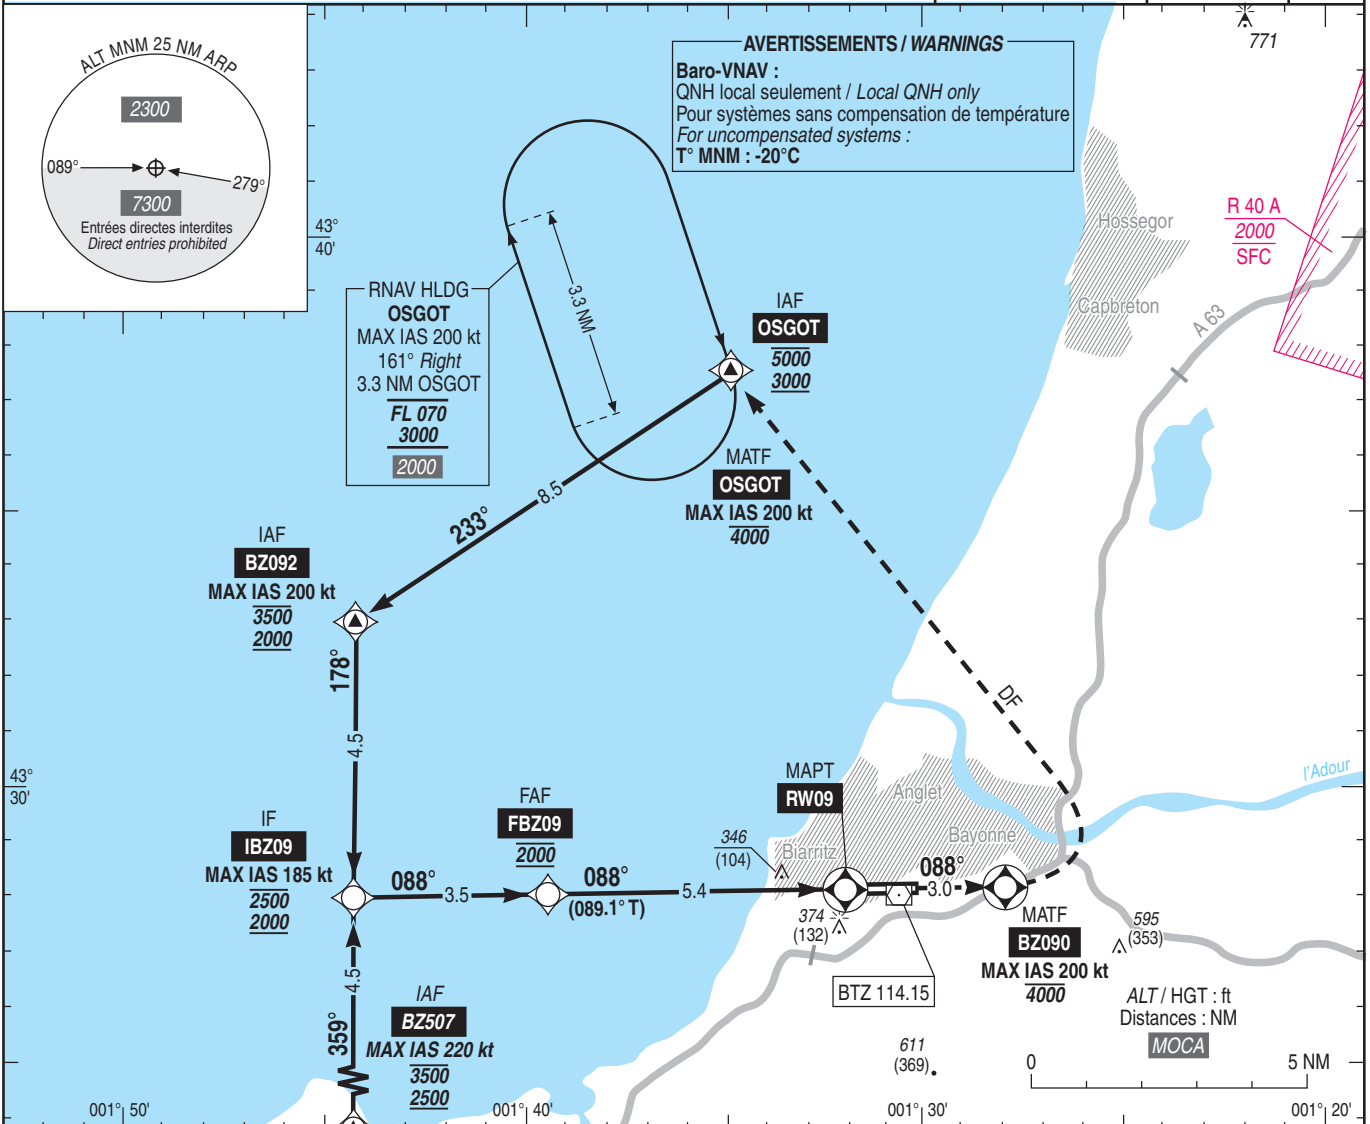 ALT MNM 25 NM ARP
2300
089°
279°
7300
Entrées directes interdites
Direct entries prohibited
AVERTISSEMENTS / WARNINGS
Baro-VNAV :
QNH local seulement / Local QNH only
Pour systèmes sans compensation de température
For uncompensated systems :
T° MNM : -20°C
771
43°
40'
R 40 A
2000
SFC
Hossegor
Capbreton
A 63
RNAV HLDG
OSGOT
MAX IAS 200 kt
161° Right
3.3 NM OSGOT
FL 070
3000
2000
3.3 NM
IAF
OSGOT
5000
3000
MATF
OSGOT
MAX IAS 200 kt
4000
8.5
233°
IAF
BZ092
MAX IAS 200 kt
3500
2000
178°
4.5
DF
43°
30'
l'Adour
IF
IBZ09
MAX IAS 185 kt
2500
2000
FAF
FBZ09
2000
MAPT
RW09
Anglet
Bayonne
Biarritz
346
(104)
088°
3.5
088°
(089.1° T)
5.4
088°
3.0
374
(132)
MATF
BZ090
MAX IAS 200 kt
4000
595
(353)
BTZ 114.15
4.5
359°
IAF
BZ507
MAX IAS 220 kt
3500
2500
611
(369)
ALT / HGT : ft
Distances : NM
MOCA
0
5 NM
001° 50'
001° 40'
001° 30'
001° 20'